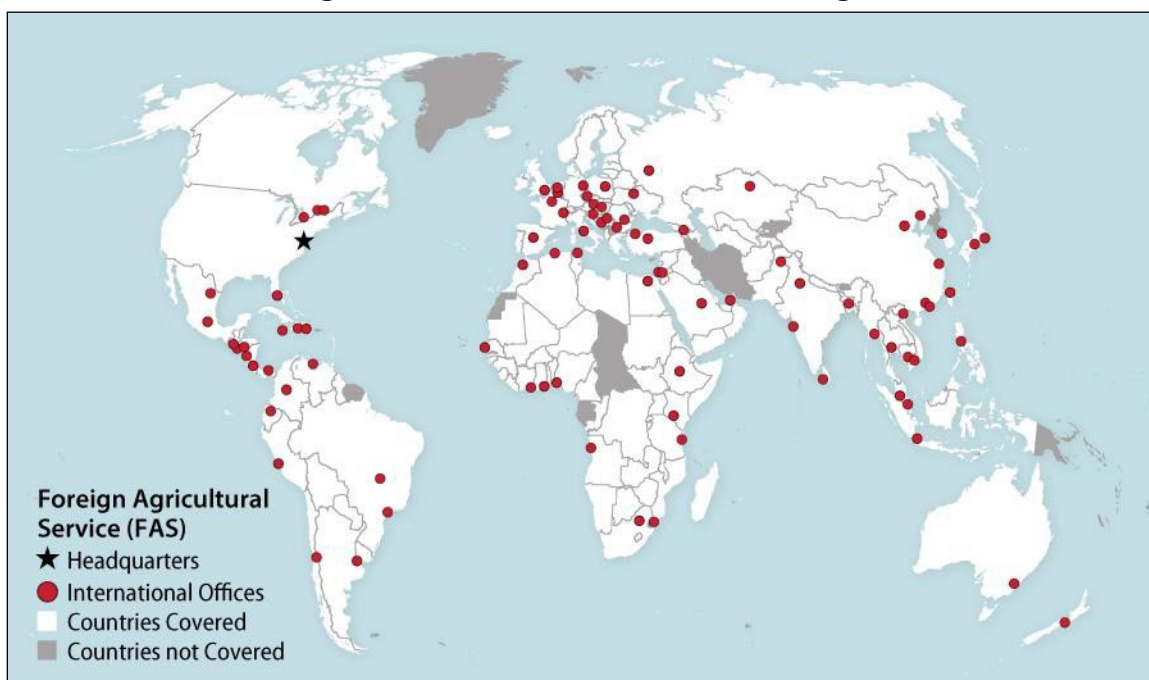 Foreign Agricultural
Service (FAS)
Headquarters
International Offices
Countries Covered
Countries not Covered